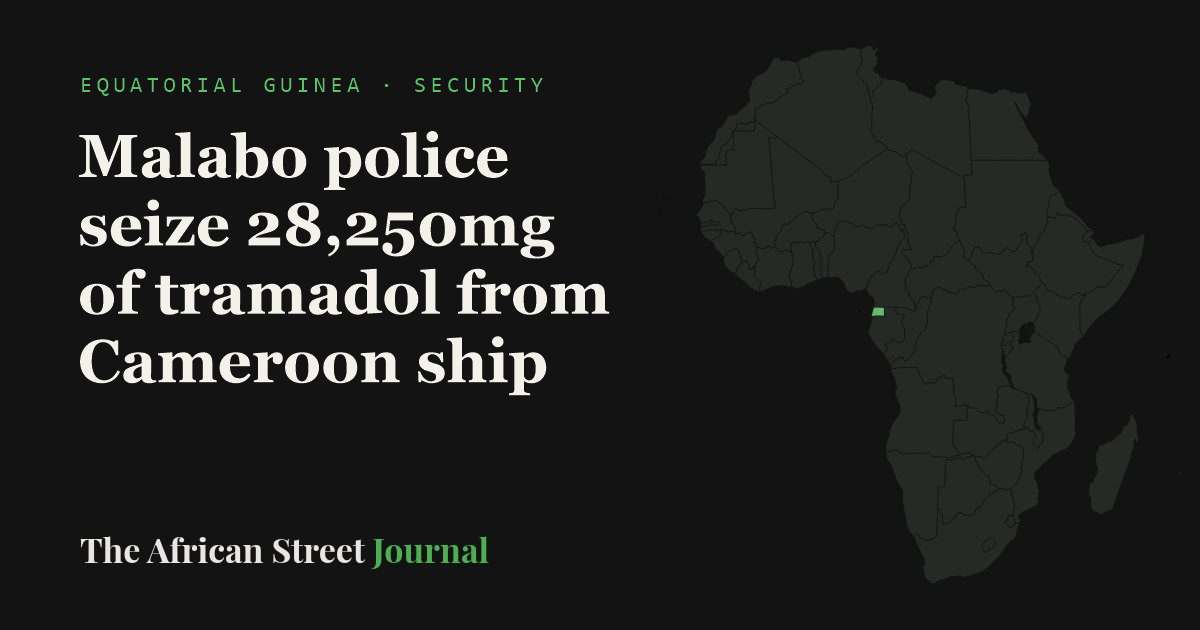 EQUATORIAL GUINEA · SECURITY
Malabo police
seize 28,250mg
of tramadol from
Cameroon ship
The African Street Journal